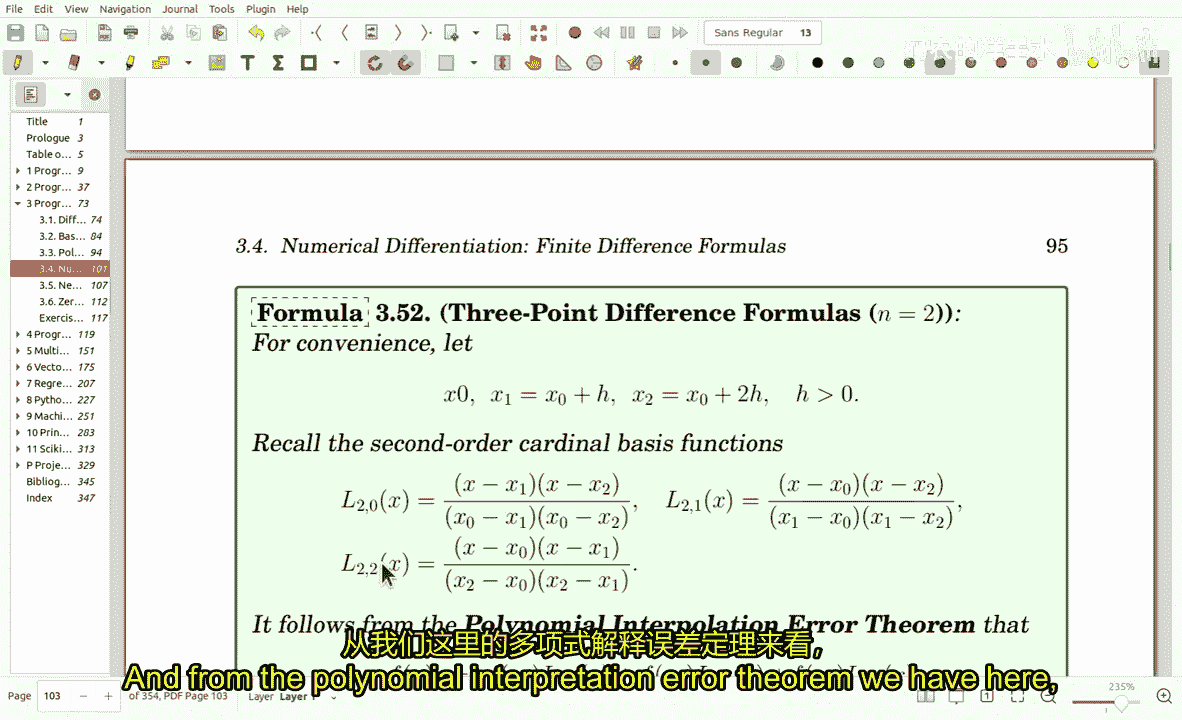 File Edit View Navigation Journal Tools Plugin Help
Sans Regular 13
Title 1
Prologue 3
Table o... 5
1 Progr... 9
2 Progr... 37
3 Progr... 73
3.1. Diff... 74
3.2. Bas... 84
3.3. Pol... 94
3.4. Nu... 101
3.5. Ne... 107
3.6. Zer... 112
Exercis... 117
4 Progr... 119
5 Multi... 151
6 Vecto... 175
7 Regre... 207
8 Pytho... 227
9 Machi... 251
10 Prin... 283
11 Sciki... 313
P Proje... 329
Bibliog... 345
Index 347
3.4. Numerical Differentiation: Finite Difference Formulas 95
Formula 3.52. (Three-Point Difference Formulas (n = 2)):
For convenience, let
x0, x₁ = x₀ + h, x₂ = x₀ + 2h, h > 0.
Recall the second-order cardinal basis functions
L₂,₀(x) = (x − x₁)(x − x₂) / (x₀ − x₁)(x₀ − x₂), L₂,₁(x) = (x − x₀)(x − x₂) / (x₁ − x₀)(x₁ − x₂),
L₂,₂(x) = (x − x₀)(x − x₁) / (x₂ − x₀)(x₂ − x₁).
It follows from the Polynomial Interpolation Error Theorem that
从我们这里的多项式解释误差定理来看,
And from the polynomial interpretation error theorem we have here,
Page 103 − + of 354, PDF Page 103 Layer Layer 1
235%